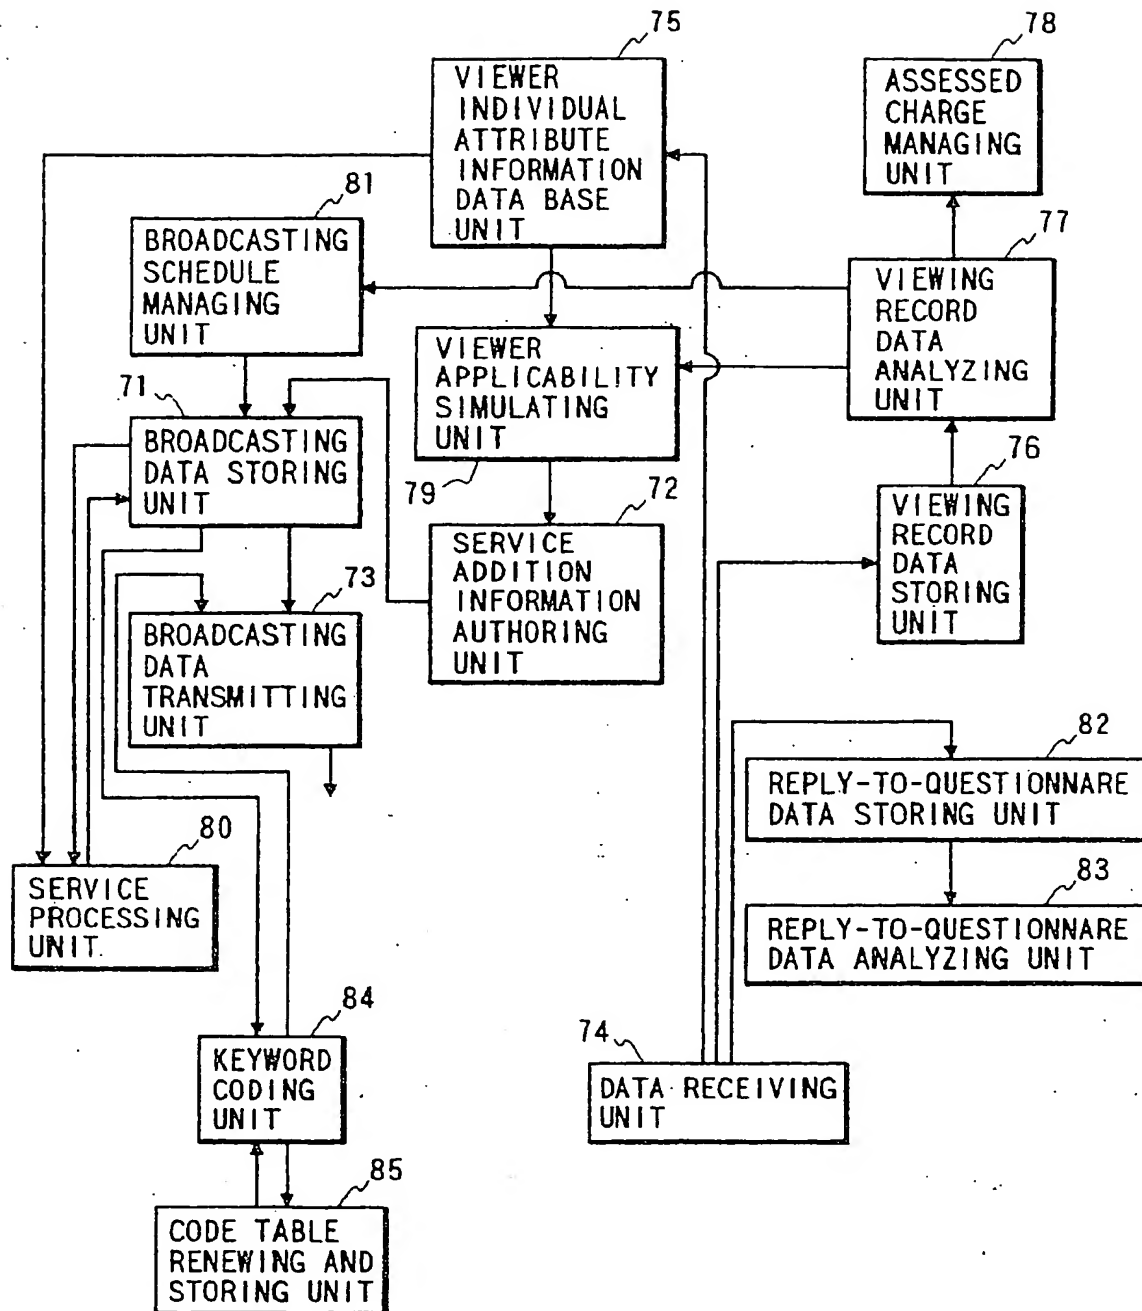 75
VIEWER
INDIVIDUAL
ATTRIBUTE
INFORMATION
DATA BASE
UNIT
78
ASSESSED
CHARGE
MANAGING
UNIT
81
BROADCASTING
SCHEDULE
MANAGING
UNIT
77
VIEWING
RECORD
DATA
ANALYZING
UNIT
VIEWER
APPLICABILITY
SIMULATING
UNIT
79
71
BROADCASTING
DATA STORING
UNIT
76
VIEWING
RECORD
DATA
STORING
UNIT
72
SERVICE
ADDITION
INFORMATION
AUTHORING
UNIT
73
BROADCASTING
DATA
TRANSMITTING
UNIT
82
REPLY-TO-QUESTIONNARE
DATA STORING UNIT
80
SERVICE
PROCESSING
UNIT
83
REPLY-TO-QUESTIONNARE
DATA ANALYZING UNIT
84
KEYWORD
CODING
UNIT
74
DATA RECEIVING
UNIT
85
CODE TABLE
RENEWING AND
STORING UNIT